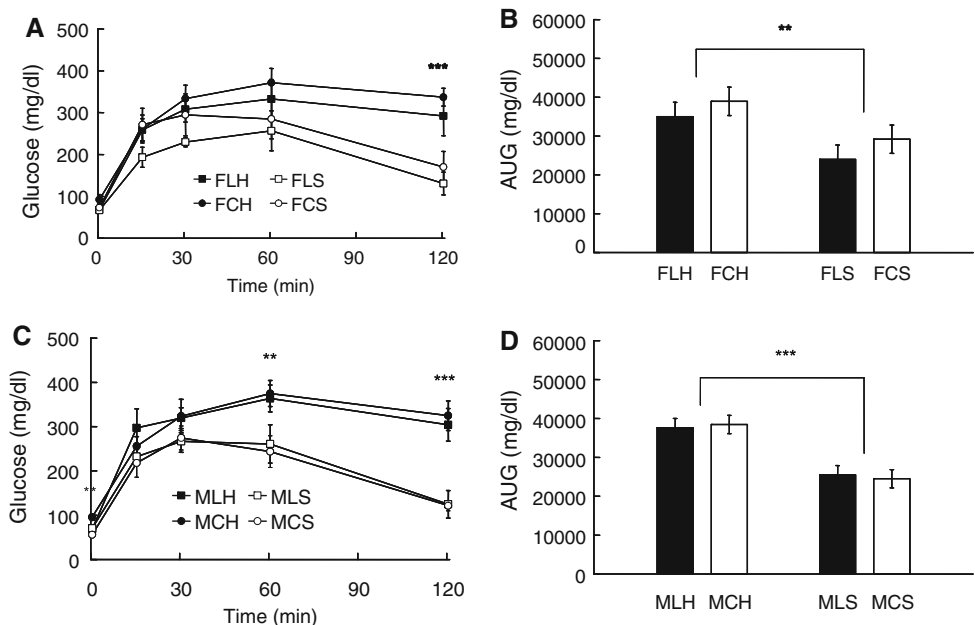 A
Glucose (mg/dl)
500
400
300
200
100
0
***
FLH FLS
FCH FCS
0 30 60 90 120
Time (min)
B
AUG (mg/dl)
60000
50000
40000
30000
20000
10000
0
**
FLH FCH FLS FCS
C
Glucose (mg/dl)
500
400
300
200
100
0
**
**
***
MLH MLS
MCH MCS
0 30 60 90 120
Time (min)
D
AUG (mg/dl)
60000
50000
40000
30000
20000
10000
0
***
MLH MCH MLS MCS